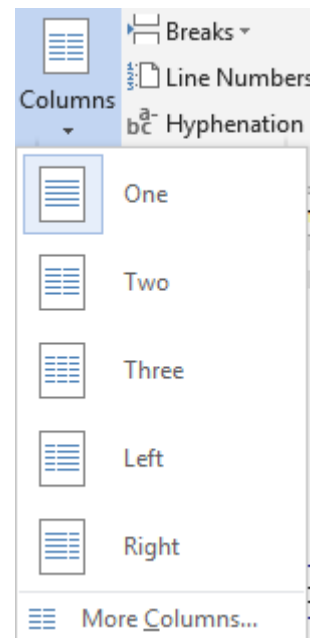 Breaks
Line Numbers
Columns
Hyphenation
One
Two
Three
Left
Right
More Columns...